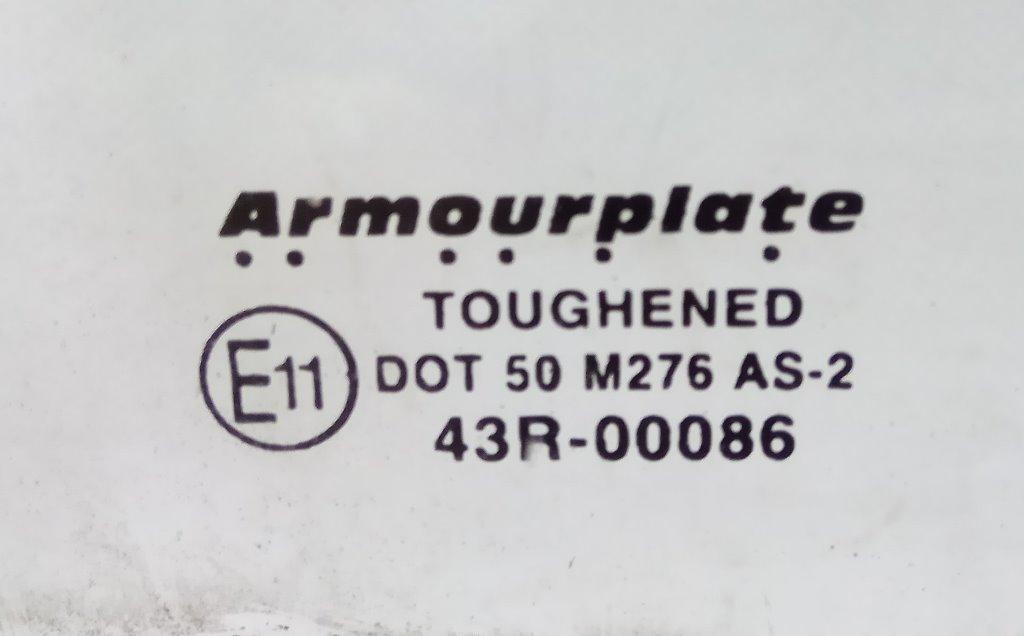 Armourplate
TOUGHENED
E11
DOT 50 M276 AS-2
43R-00086